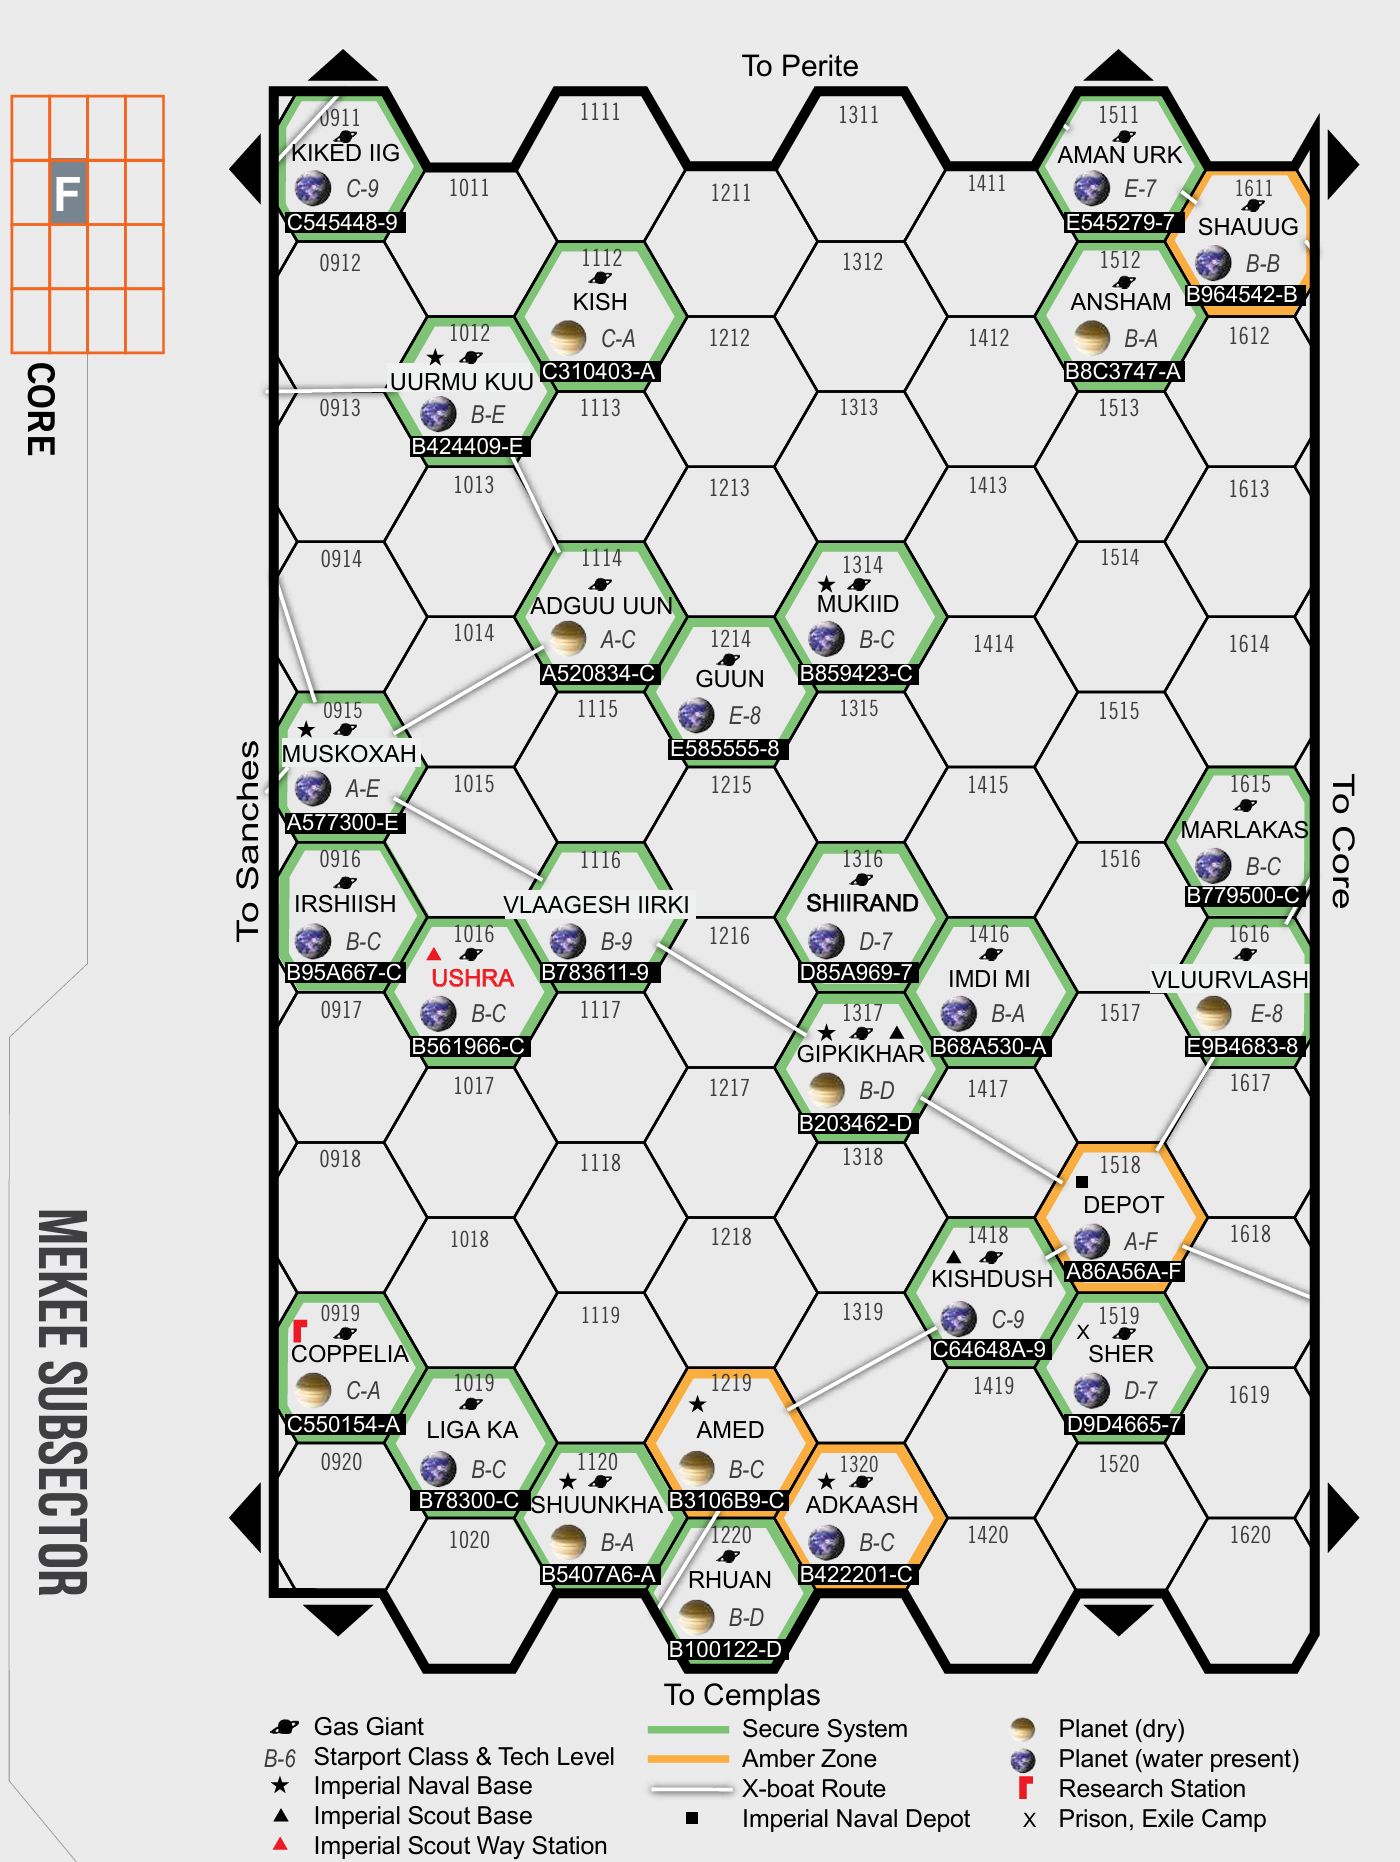 To Perite
F
CORE
MEKEE SUBSECTOR
To Sanches
To Core
0911
KIKED IIG
C-9
C545448-9
1011
1111
1211
1311
1411
1511
AMAN URK
E-7
E545279-7
1611
SHAUUG
B-B
B964542-B
0912
1012
UURMU KUU
B-E
B424409-E
1112
KISH
C-A
C310403-A
1212
1312
1412
1512
ANSHAM
B-A
B8C3747-A
1612
0913
1013
1113
1213
1313
1413
1513
1613
0914
1014
1114
ADGUU UUN
A-C
A520834-C
1214
GUUN
E-8
E585555-8
1314
MUKIID
B-C
B859423-C
1414
1514
1614
0915
MUSKOXAH
A-E
A577300-E
1015
1115
1215
1315
1415
1515
1615
MARLAKAS
B-C
B779500-C
0916
IRSHIISH
B-C
B95A667-C
1016
USHRA
B-C
B561966-C
1116
VLAAGESH IIRKI
B-9
B783611-9
1216
1316
SHIIRAND
D-7
D85A969-7
1416
IMDI MI
B-A
B68A530-A
1516
1616
VLUURVLASH
E-8
E9B4683-8
0917
1017
1117
1217
1317
GIPKIKHAR
B-D
B203462-D
1417
1517
1617
0918
1018
1118
1218
1318
1418
KISHDUSH
C-9
C64648A-9
1518
DEPOT
A-F
A86A56A-F
1618
0919
COPPELIA
C-A
C550154-A
1019
LIGA KA
B-C
B78300-C
1119
1219
AMED
B-C
B3106B9-C
1319
1419
1519
X
SHER
D-7
D9D4665-7
1619
0920
1020
1120
SHUUNKHA
B-A
B5407A6-A
1220
RHUAN
B-D
B100122-D
1320
ADKAASH
B-C
B422201-C
1420
1520
1620
To Cemplas
Gas Giant
B-6 Starport Class & Tech Level
Imperial Naval Base
Imperial Scout Base
Imperial Scout Way Station
Secure System
Amber Zone
X-boat Route
Imperial Naval Depot
Planet (dry)
Planet (water present)
Research Station
X Prison, Exile Camp